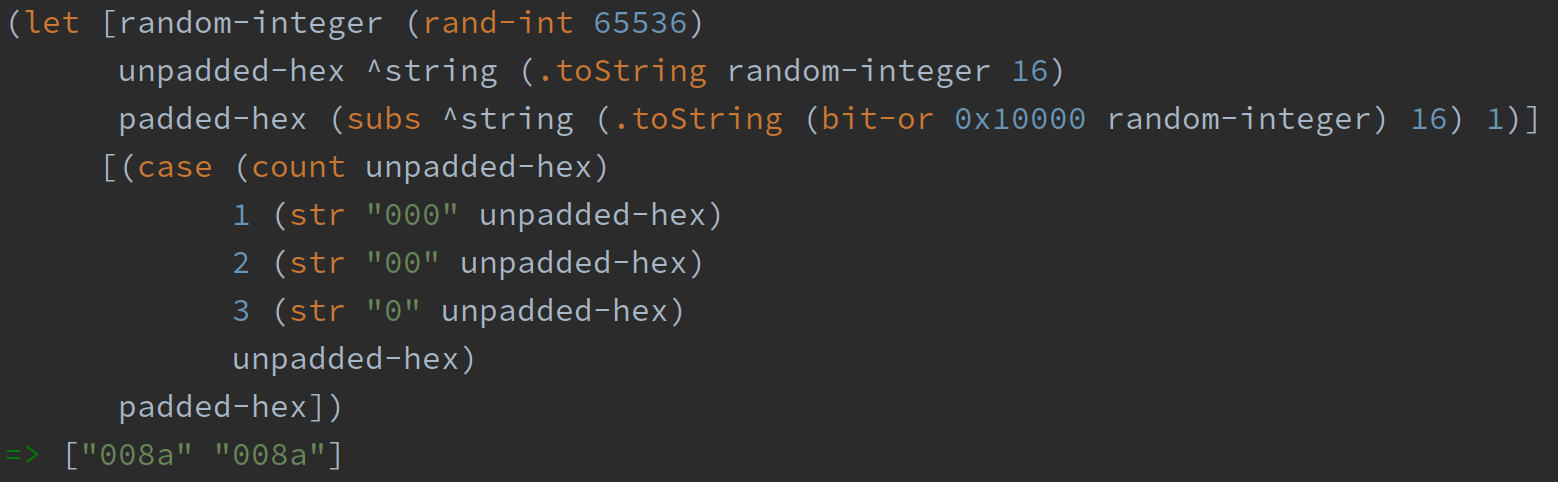 (let [random-integer (rand-int 65536)
      unpadded-hex ^string (.toString random-integer 16)
      padded-hex (subs ^string (.toString (bit-or 0x10000 random-integer) 16) 1)]
     [(case (count unpadded-hex)
            1 (str "000" unpadded-hex)
            2 (str "00" unpadded-hex)
            3 (str "0" unpadded-hex)
            unpadded-hex)
      padded-hex])
=> ["008a" "008a"]